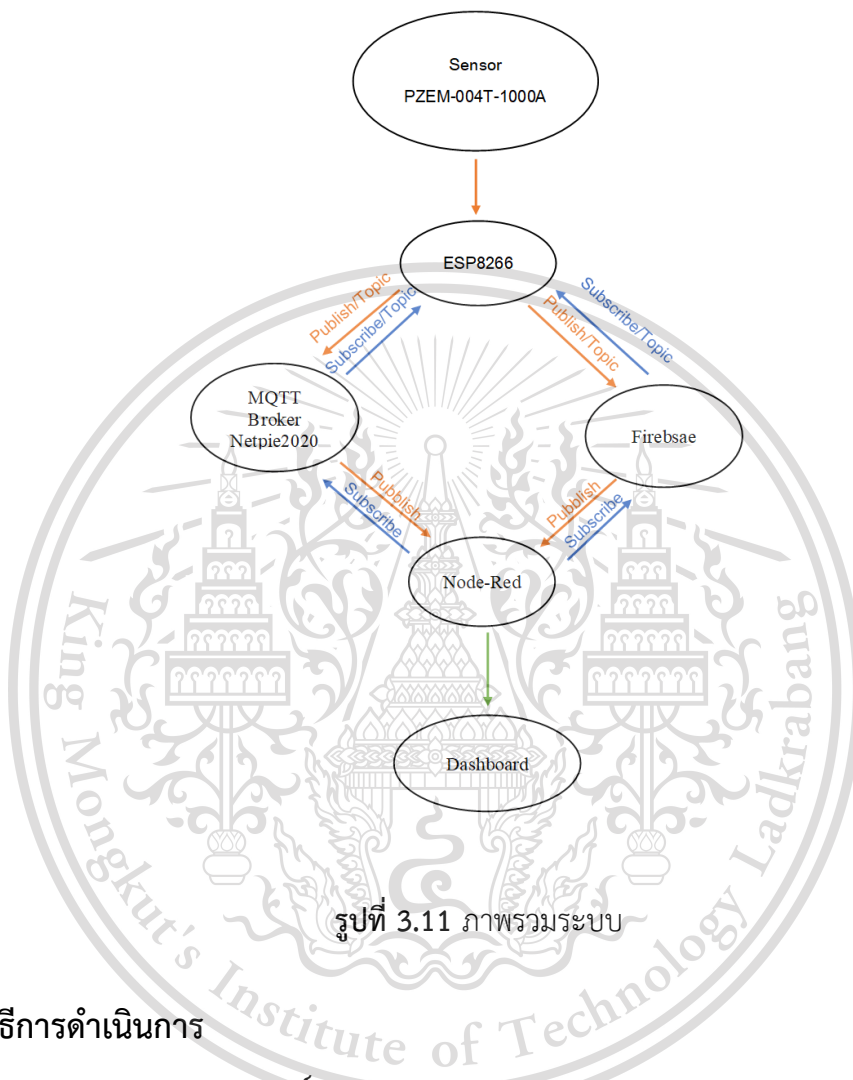 Sensor
PZEM-004T-1000A
ESP8266
Publish/Topic
Subscribe/Topic
Publish/Topic
Subscribe/Topic
MQTT
Broker
Netpie2020
Firebsae
Pubblish
Subscribe
Pubblish
Subscribe
Node-Red
Dashboard
รูปที่ 3.11 ภาพรวมระบบ
ธีการดำเนินการ
King Mongkut's Institute of Technology Ladkrabang